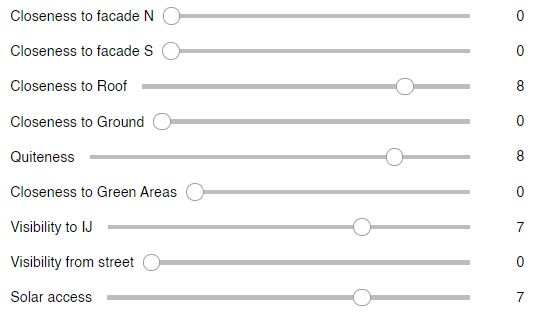 Closeness to facade N 0
Closeness to facade S 0
Closeness to Roof 8
Closeness to Ground 0
Quiteness 8
Closeness to Green Areas 0
Visibility to IJ 7
Visibility from street 0
Solar access 7